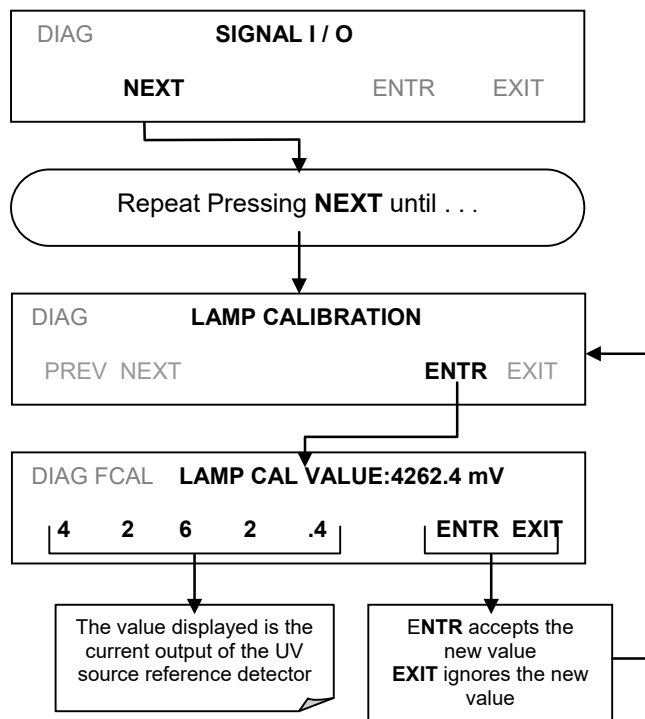 DIAG SIGNAL I / O
NEXT ENTR EXIT
Repeat Pressing NEXT until . . .
DIAG LAMP CALIBRATION
PREV NEXT ENTR EXIT
DIAG FCAL LAMP CAL VALUE:4262.4 mV
4 2 6 2 .4 ENTR EXIT
The value displayed is the
current output of the UV
source reference detector
ENTR accepts the
new value
EXIT ignores the new
value